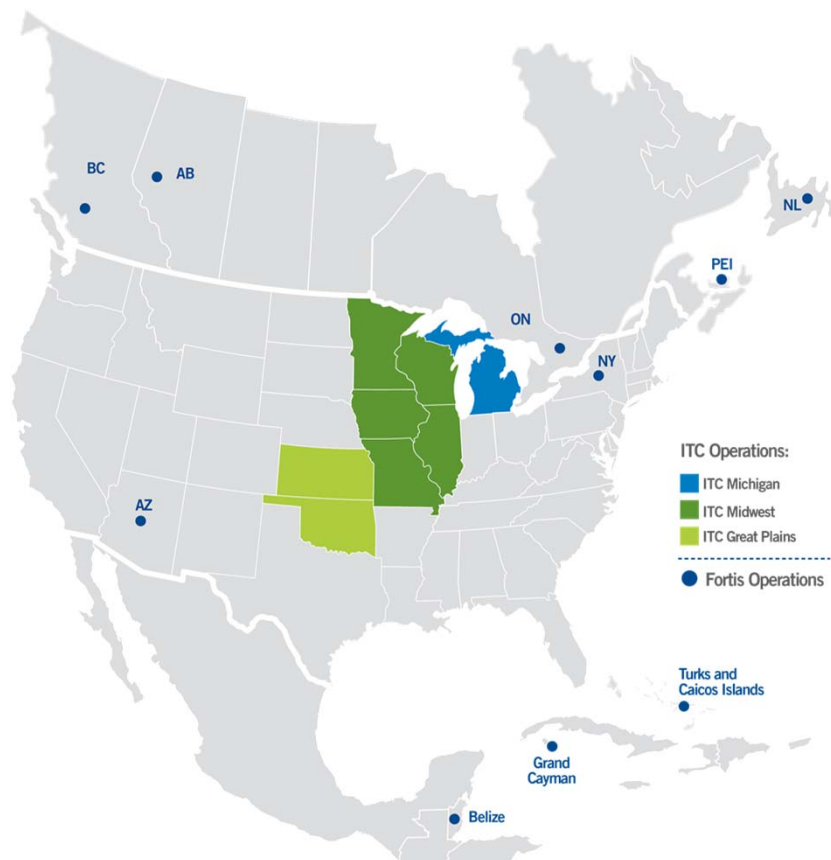 BC
AB
NL
PEI
ON
NY
AZ
ITC Operations:
ITC Michigan
ITC Midwest
ITC Great Plains
Fortis Operations
Turks and
Caicos Islands
Grand
Cayman
Belize